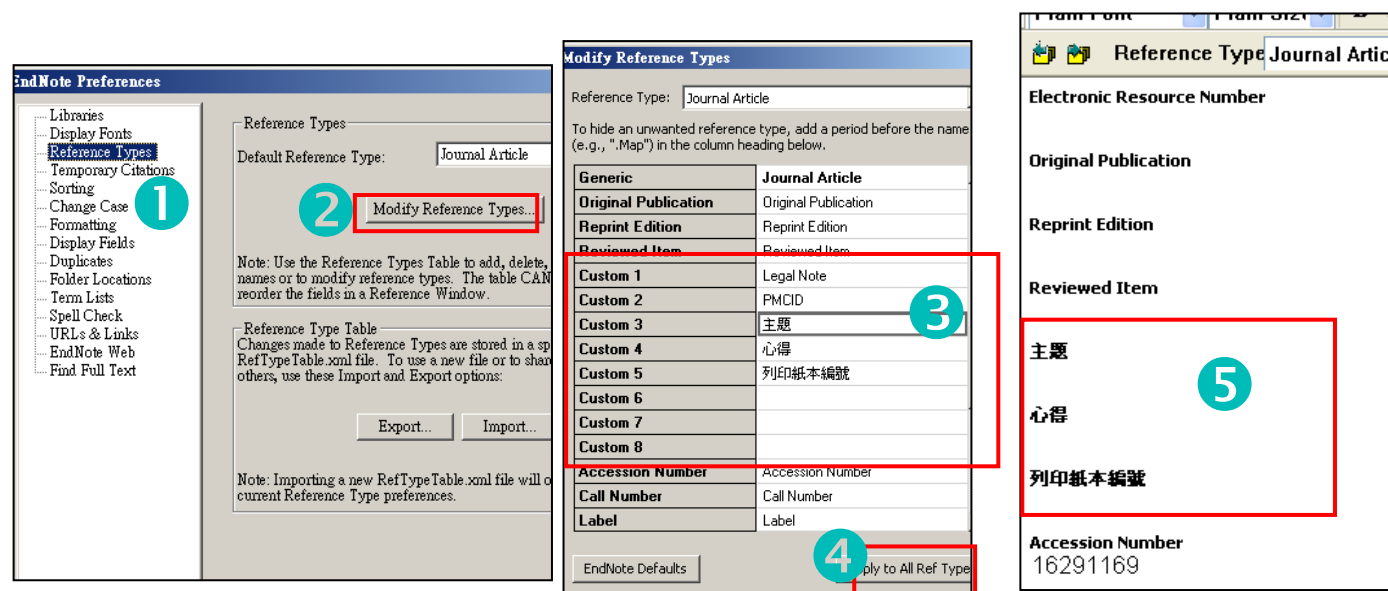 EndNote Preferences
Libraries
Display Fonts
Reference Types
Temporary Citations
Sorting
Change Case
Formatting
Display Fields
Duplicates
Folder Locations
Term Lists
Spell Check
URLs & Links
EndNote Web
Find Full Text
1
Reference Types
Default Reference Type: Journal Article
2
Modify Reference Types...
Note: Use the Reference Types Table to add, delete,
names or to modify reference types. The table CAN
reorder the fields in a Reference Window.
Reference Type Table
Changes made to Reference Types are stored in a sp
RefTypeTable.xml file. To use a new file or to shar
others, use these Import and Export options:
Export... Import...
Note: Importing a new RefTypeTable.xml file will o
current Reference Type preferences.
Modify Reference Types
Reference Type: Journal Article
To hide an unwanted reference type, add a period before the name
(e.g., ".Map") in the column heading below.
Generic Journal Article
Original Publication Original Publication
Reprint Edition Reprint Edition
Reviewed Item Reviewed Item
Custom 1 Legal Note
Custom 2 PMCID
Custom 3 主題
Custom 4 心得
Custom 5 列印紙本編號
Custom 6
Custom 7
Custom 8
3
Accession Number Accession Number
Call Number Call Number
Label Label
4
EndNote Defaults ply to All Ref Type
Plain Font Plain Size
Reference Type Journal Artic
Electronic Resource Number
Original Publication
Reprint Edition
Reviewed Item
主題
心得
列印紙本編號
5
Accession Number
16291169